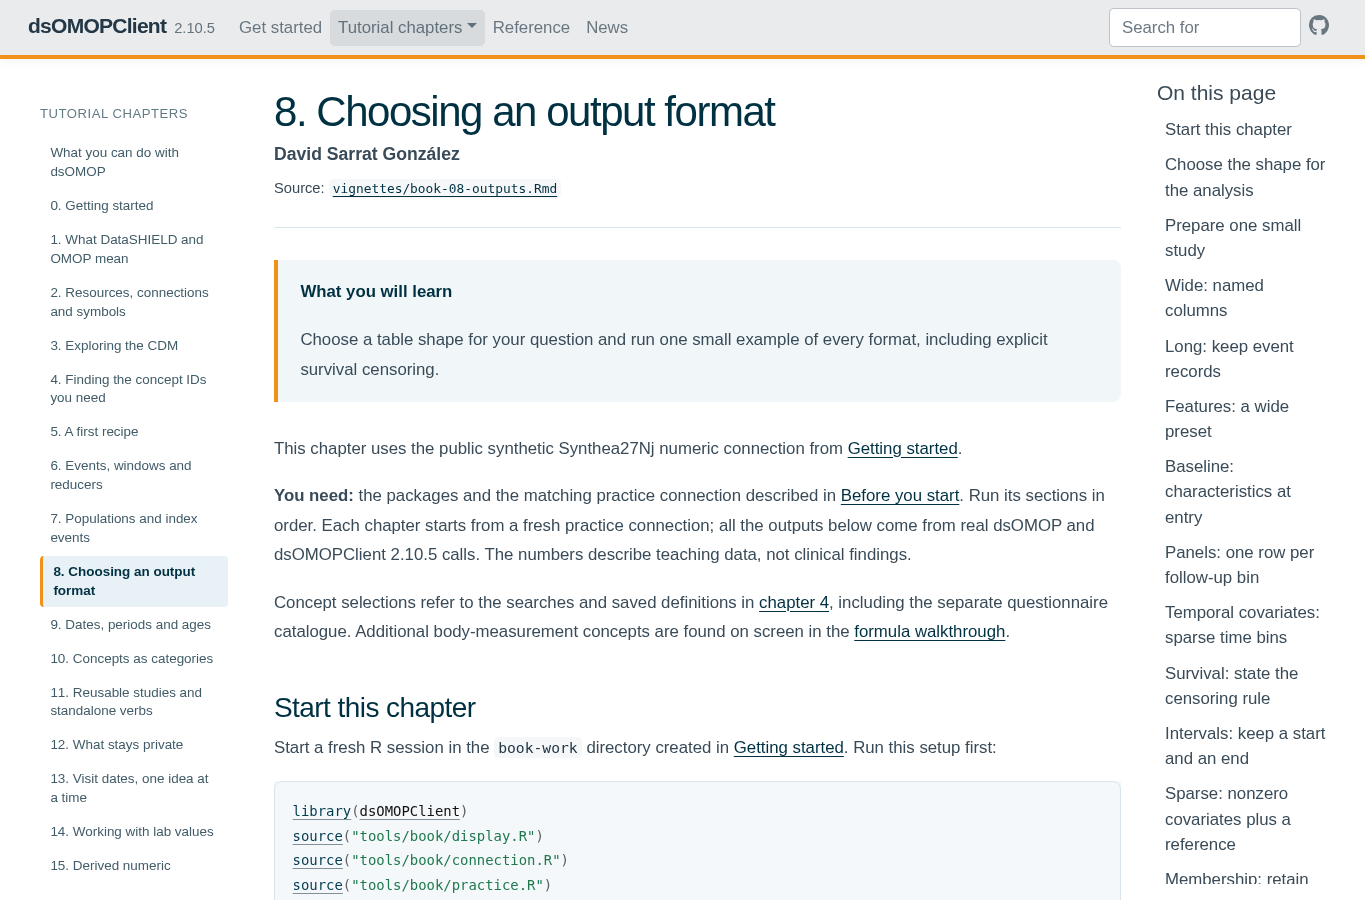 dsOMOPClient 2.10.5 Get started Tutorial chapters Reference News Search for
TUTORIAL CHAPTERS
What you can do with
dsOMOP
0. Getting started
1. What DataSHIELD and
OMOP mean
2. Resources, connections
and symbols
3. Exploring the CDM
4. Finding the concept IDs
you need
5. A first recipe
6. Events, windows and
reducers
7. Populations and index
events
8. Choosing an output
format
9. Dates, periods and ages
10. Concepts as categories
11. Reusable studies and
standalone verbs
12. What stays private
13. Visit dates, one idea at
a time
14. Working with lab values
15. Derived numeric
8. Choosing an output format
David Sarrat González
Source: vignettes/book-08-outputs.Rmd
What you will learn
Choose a table shape for your question and run one small example of every format, including explicit
survival censoring.
This chapter uses the public synthetic Synthea27Nj numeric connection from Getting started.
You need: the packages and the matching practice connection described in Before you start. Run its sections in
order. Each chapter starts from a fresh practice connection; all the outputs below come from real dsOMOP and
dsOMOPClient 2.10.5 calls. The numbers describe teaching data, not clinical findings.
Concept selections refer to the searches and saved definitions in chapter 4, including the separate questionnaire
catalogue. Additional body-measurement concepts are found on screen in the formula walkthrough.
Start this chapter
Start a fresh R session in the book-work directory created in Getting started. Run this setup first:
library(dsOMOPClient)
source("tools/book/display.R")
source("tools/book/connection.R")
source("tools/book/practice.R")
On this page
Start this chapter
Choose the shape for
the analysis
Prepare one small
study
Wide: named
columns
Long: keep event
records
Features: a wide
preset
Baseline:
characteristics at
entry
Panels: one row per
follow-up bin
Temporal covariates:
sparse time bins
Survival: state the
censoring rule
Intervals: keep a start
and an end
Sparse: nonzero
covariates plus a
reference
Membership: retain